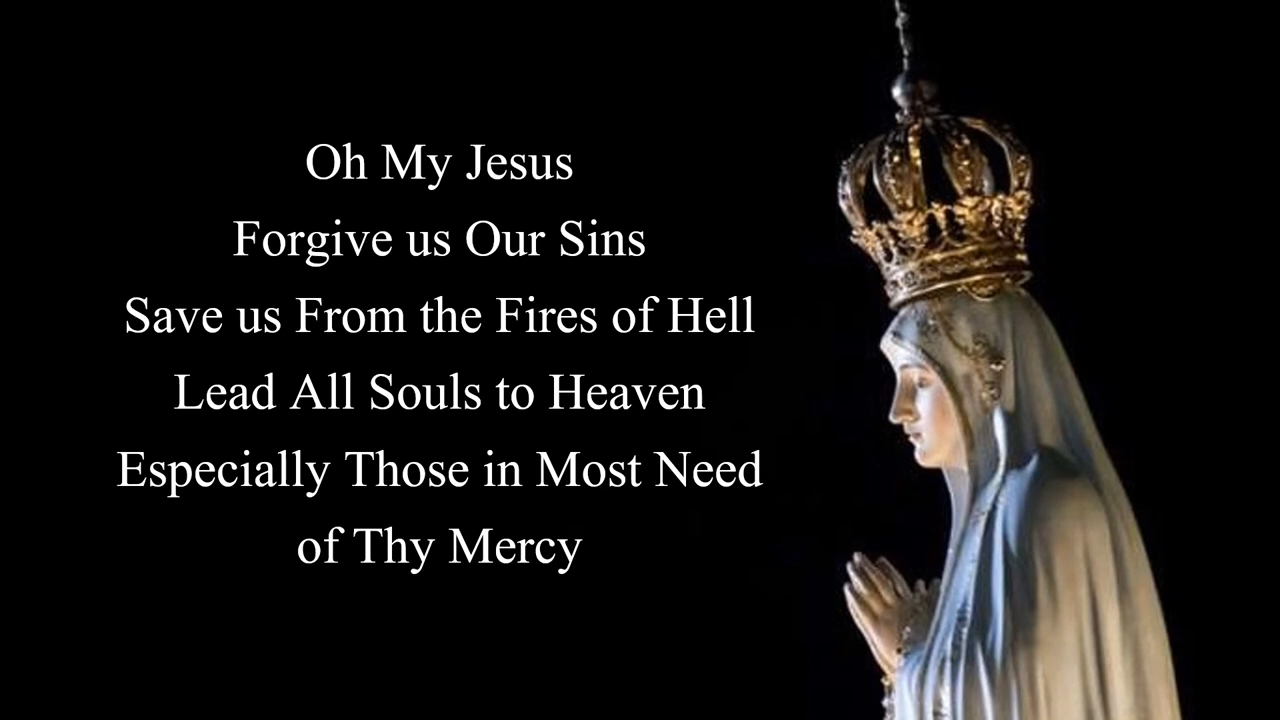 Oh My Jesus
Forgive us Our Sins
Save us From the Fires of Hell
Lead All Souls to Heaven
Especially Those in Most Need
of Thy Mercy